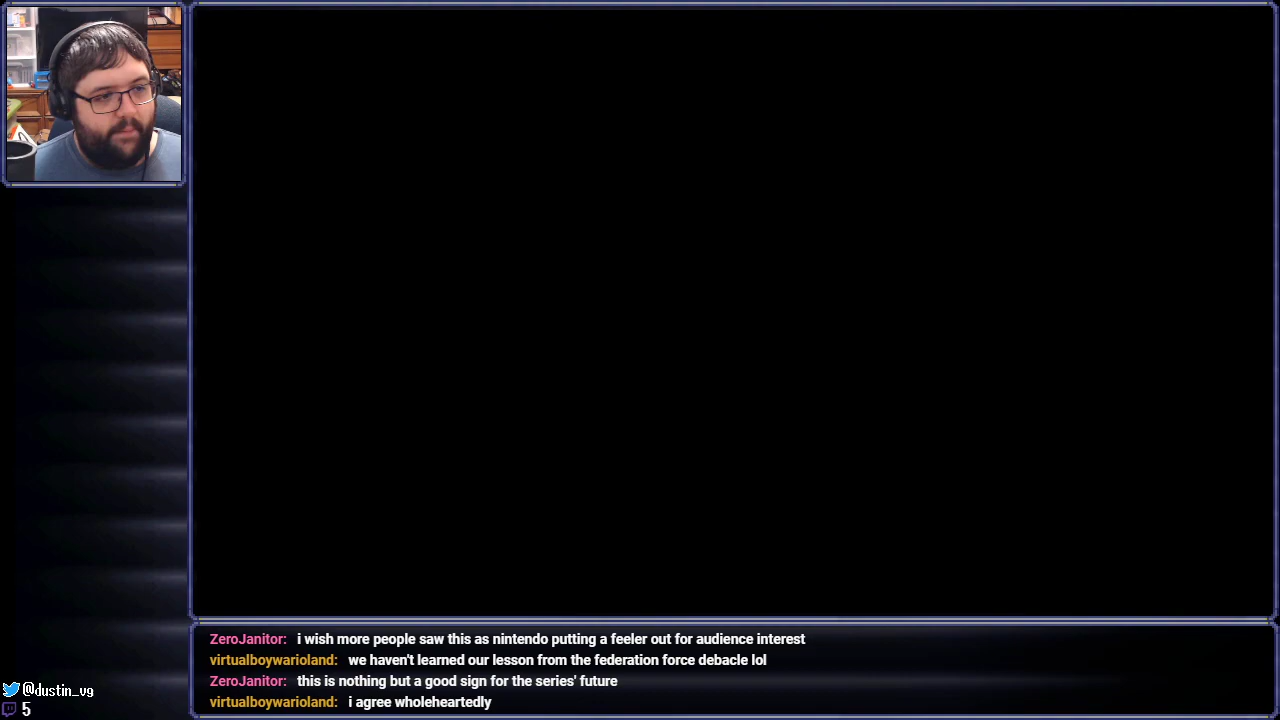 ZeroJanitor: i wish more people saw this as nintendo putting a feeler out for audience interest
virtualboywarioland: we haven't learned our lesson from the federation force debacle lol
ZeroJanitor: this is nothing but a good sign for the series' future
virtualboywarioland: i agree wholeheartedly
@dustin_vg
5